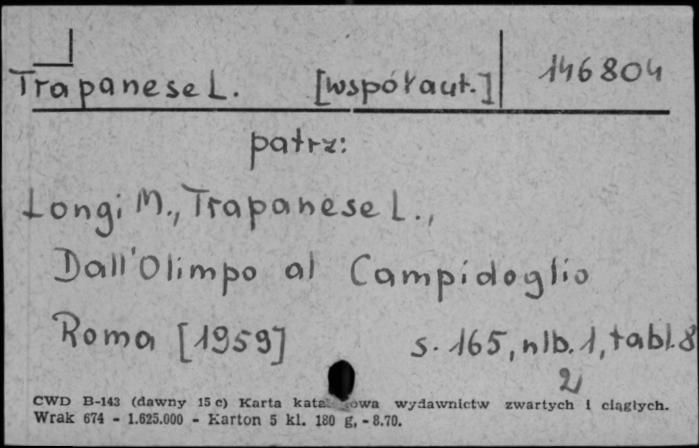 Trapanese L. [współaut.] 146804
patrz:
Longi M., Trapanese L.,
Dall'Olimpo al Campidoglio
Roma [1959] s. 165, nlb. 1, tabl. 8
2
CWD B-143 (dawny 15 c) Karta kata owa wydawnictw zwartych i ciągłych.
Wrak 674 - 1.625.000 - Karton 5 kl. 180 g, - 8.70.